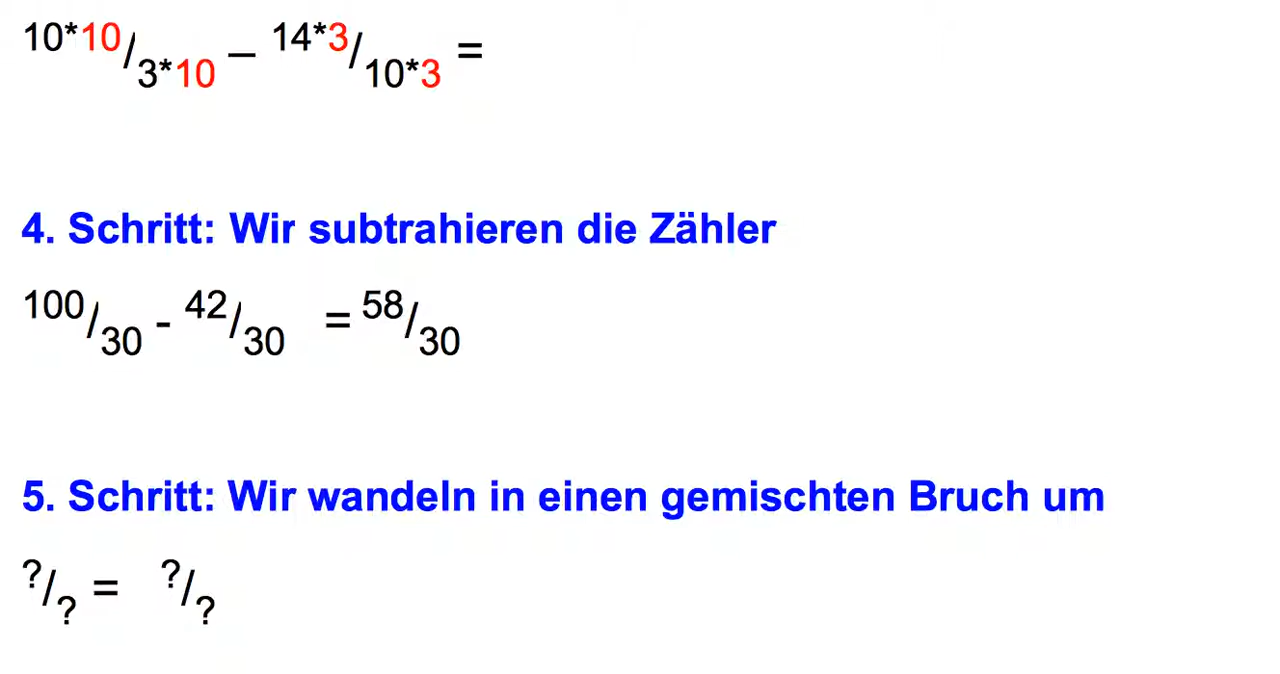 10*10/3*10 – 14*3/10*3 =
4. Schritt: Wir subtrahieren die Zähler
100/30 - 42/30 = 58/30
5. Schritt: Wir wandeln in einen gemischten Bruch um
?/? = ?/?